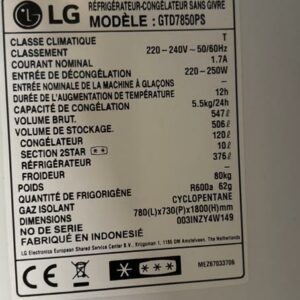 LG
RÉFRIGÉRATEUR-CONGÉLATEUR SANS GIVRE
MODÈLE : GTD7850PS
CLASSE CLIMATIQUE T
CLASSEMENT 220-240V~50/60Hz
COURANT NOMINAL 1.7A
ENTRÉE DE DÉCONGÉLATION 220-250W
ENTRÉE NOMINALE DE LA MACHINE À GLAÇONS -
DURÉE DE L'AUGMENTATION DE TEMPÉRATURE 12h
CAPACITÉ DE CONGÉLATION 5.5kg/24h
VOLUME BRUT. 547ℓ
VOLUME DE STOCKAGE. 506ℓ
CONGÉLATEUR 120ℓ
SECTION 2STAR 10ℓ
RÉFRIGÉRATEUR 376ℓ
FROIDEUR -
POIDS 80kg
QUANTITÉ DE FRIGORIGÈNE R600a 62g
GAZ ISOLANT CYCLOPENTANE
DIMENSIONS 780(L)x730(P)x1800(H)mm
NO DE SERIE 003INZY4W149
FABRIQUÉ EN INDONESIE
LG Electronics European Shared Service Center B.V., Krijgsman 1, 1186 DM Amstelveen, The Netherlands
CE
MEZ67033706